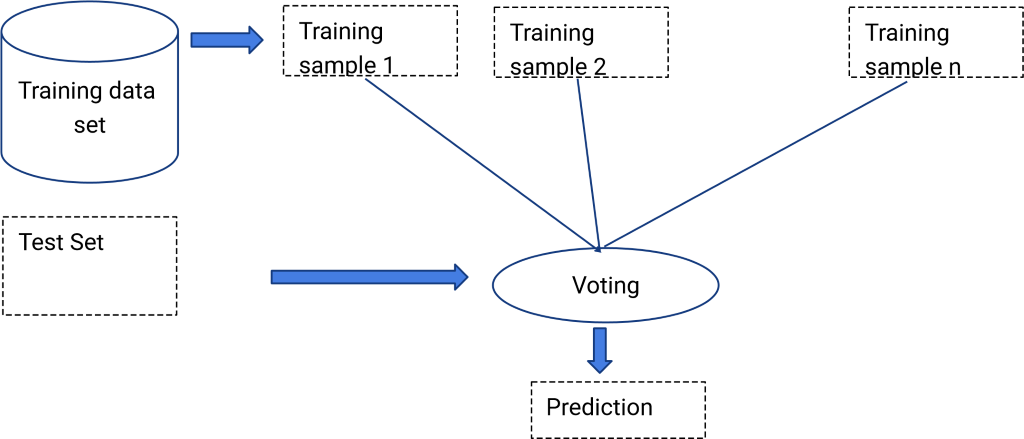 Training
sample 1
Training
sample 2
Training
sample n
Training data
set
Test Set
Voting
Prediction